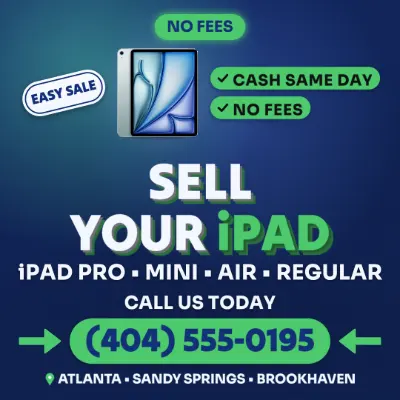 NO FEES
EASY SALE
✓ CASH SAME DAY
✓ NO FEES
SELL
YOUR iPAD
iPAD PRO ▪ MINI ▪ AIR ▪ REGULAR
CALL US TODAY
(404) 555-0195
ATLANTA ▪ SANDY SPRINGS ▪ BROOKHAVEN